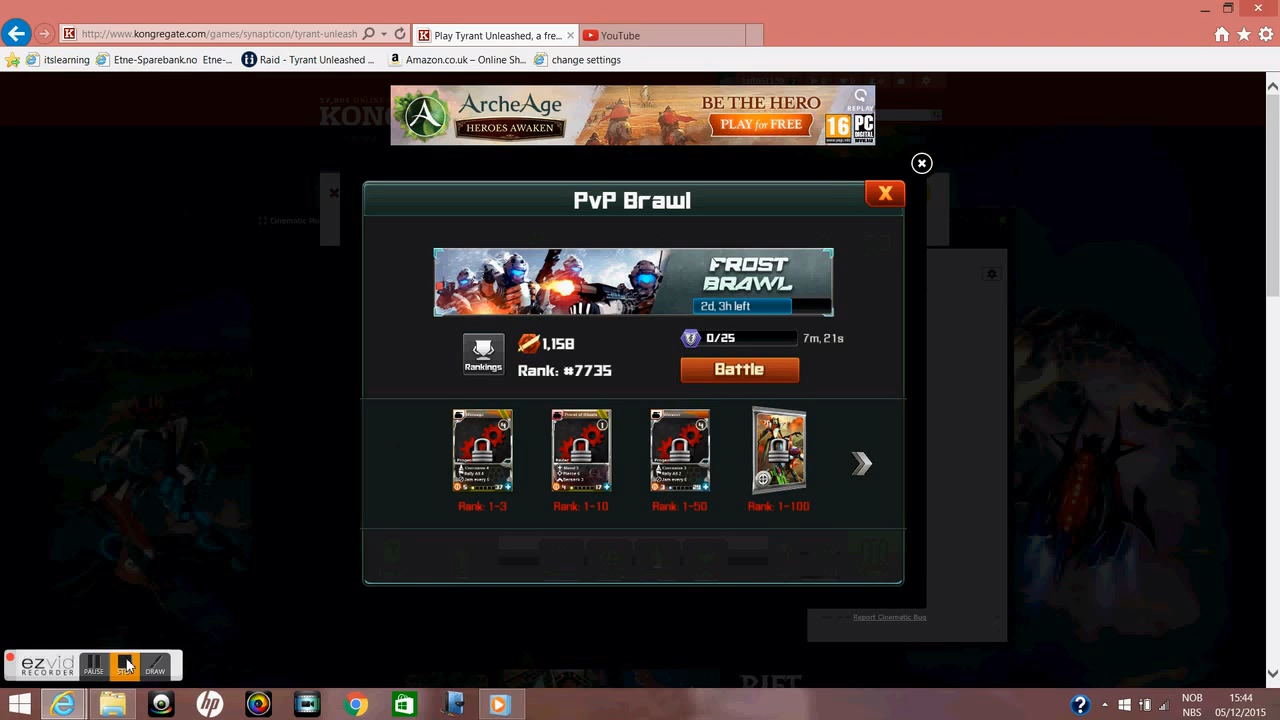 http://www.kongregate.com/games/synapticon/tyrant-unleash
Play Tyrant Unleashed, a fre...
YouTube
itslearning
Etne-Sparebank.no Etne-...
Raid - Tyrant Unleashed ...
Amazon.co.uk – Online Sh...
change settings
ArcheAge
HEROES AWAKEN
BE THE HERO
PLAY for FREE
REPLAY
16
PC
KON
PvP Brawl
X
FROST
BRAWL
2d, 3h left
Rankings
1,158
Rank: #7735
0/25
7m, 21s
Battle
Rank: 1-3
Rank: 1-10
Rank: 1-50
Rank: 1-100
Report Cinematic Bug
ezvid
RECORDER
PAUSE
DRAW
NOR
NBS
15:44
05/12/2015